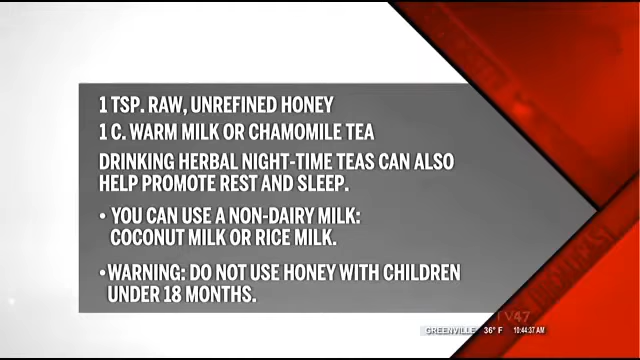 1 TSP. RAW, UNREFINED HONEY
1 C. WARM MILK OR CHAMOMILE TEA
DRINKING HERBAL NIGHT-TIME TEAS CAN ALSO
HELP PROMOTE REST AND SLEEP.
• YOU CAN USE A NON-DAIRY MILK:
COCONUT MILK OR RICE MILK.
•WARNING: DO NOT USE HONEY WITH CHILDREN
UNDER 18 MONTHS.
TV47
GREENVILLE 36° F 10:44:37 AM